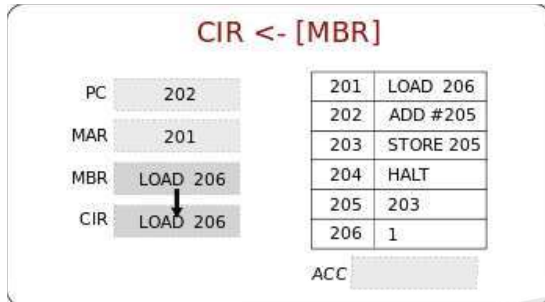 CIR <- [MBR]
PC 202
MAR 201
MBR LOAD 206
CIR LOAD 206
201 LOAD 206
202 ADD #205
203 STORE 205
204 HALT
205 203
206 1
ACC